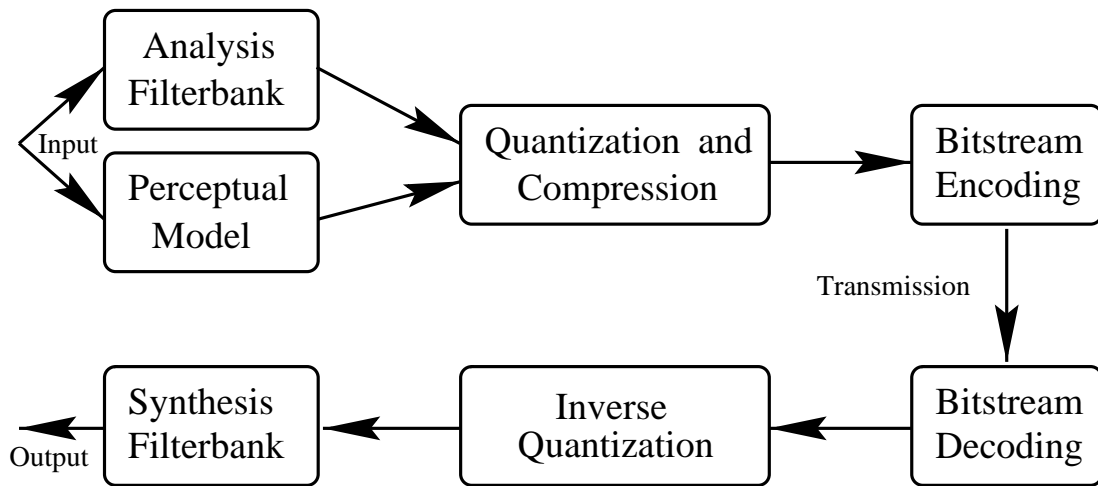 Analysis
Filterbank
Input
Perceptual
Model
Quantization and
Compression
Bitstream
Encoding
Transmission
Bitstream
Decoding
Inverse
Quantization
Synthesis
Filterbank
Output